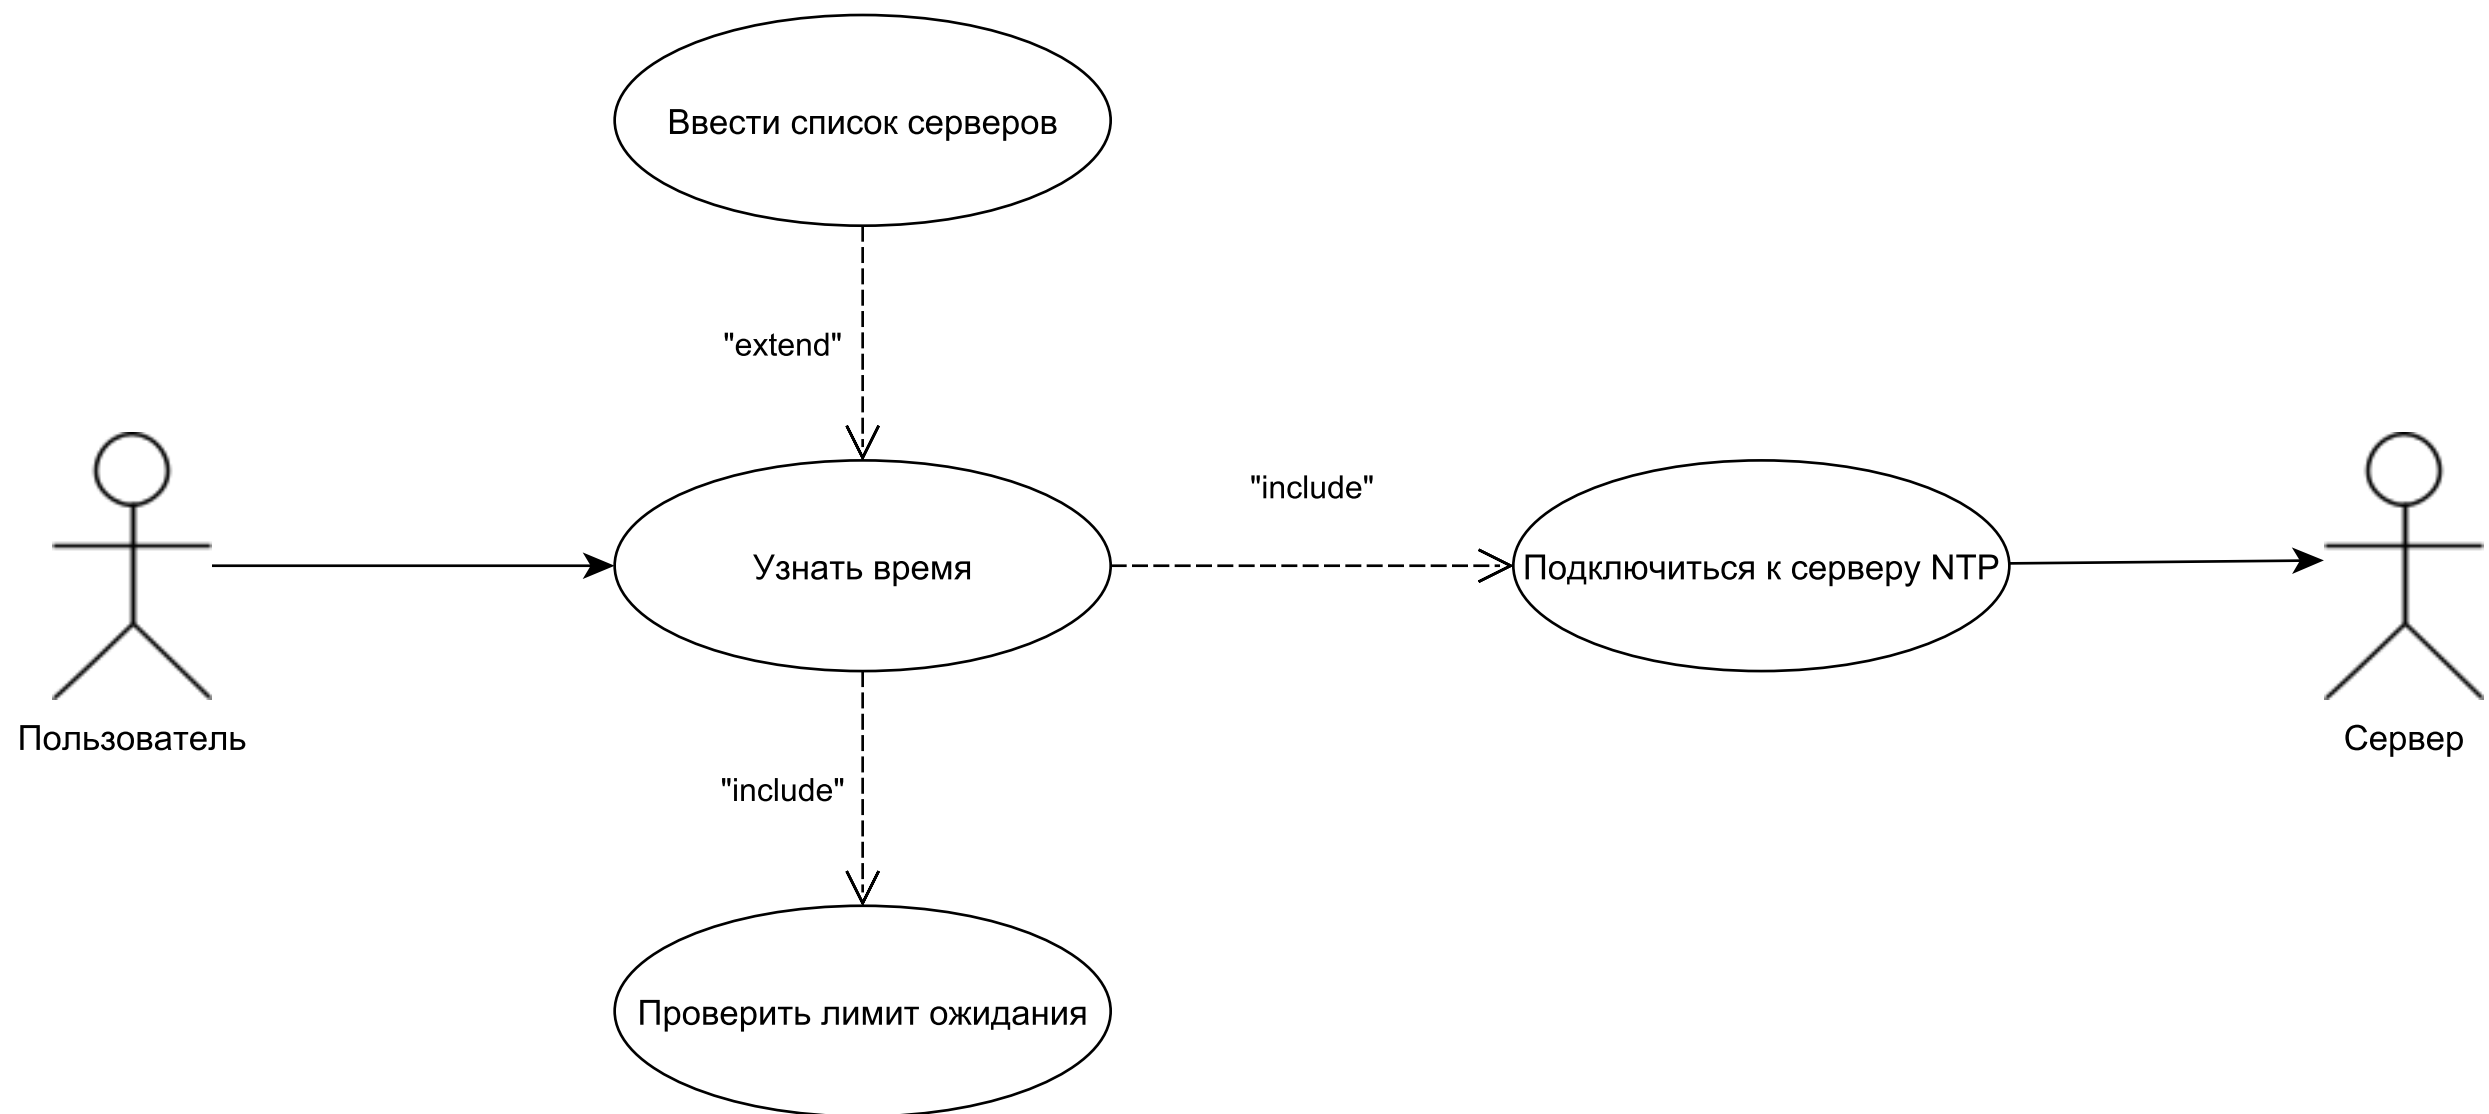 Ввести список серверов
"extend"
"include"
Узнать время
Подключиться к серверу NTP
Пользователь
Сервер
"include"
Проверить лимит ожидания